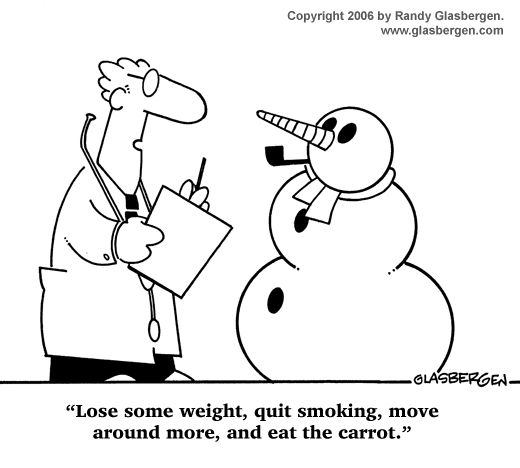 Copyright 2006 by Randy Glasbergen.
www.glasbergen.com
GLASBERGEN
“Lose some weight, quit smoking, move
around more, and eat the carrot.”